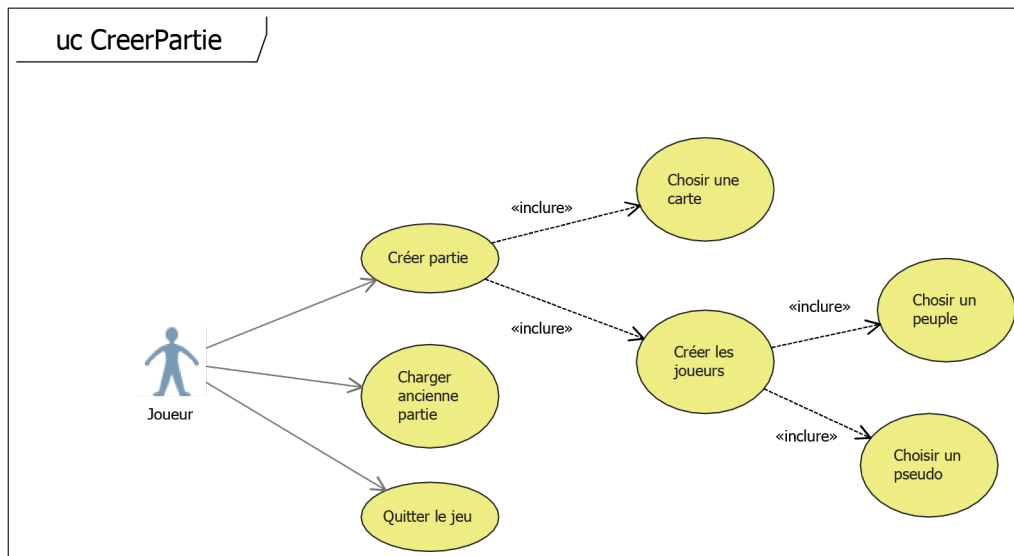 uc CreerPartie
Chosir une
carte
«inclure»
Créer partie
«inclure»
Chosir un
peuple
«inclure»
Créer les
joueurs
Charger
ancienne
partie
Joueur
«inclure»
Choisir un
pseudo
Quitter le jeu